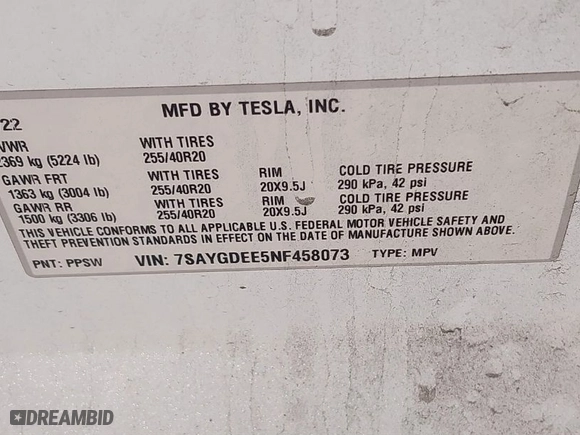 MFD BY TESLA, INC.
22
VWR WITH TIRES
2369 kg (5224 lb) 255/40R20
GAWR FRT WITH TIRES RIM COLD TIRE PRESSURE
1363 kg (3004 lb) 255/40R20 20X9.5J 290 kPa, 42 psi
GAWR RR WITH TIRES RIM COLD TIRE PRESSURE
1500 kg (3306 lb) 255/40R20 20X9.5J 290 kPa, 42 psi
THIS VEHICLE CONFORMS TO ALL APPLICABLE U.S. FEDERAL MOTOR VEHICLE SAFETY AND
THEFT PREVENTION STANDARDS IN EFFECT ON THE DATE OF MANUFACTURE SHOWN ABOVE.
PNT: PPSW VIN: 7SAYGDEE5NF458073 TYPE: MPV
DREAMBID